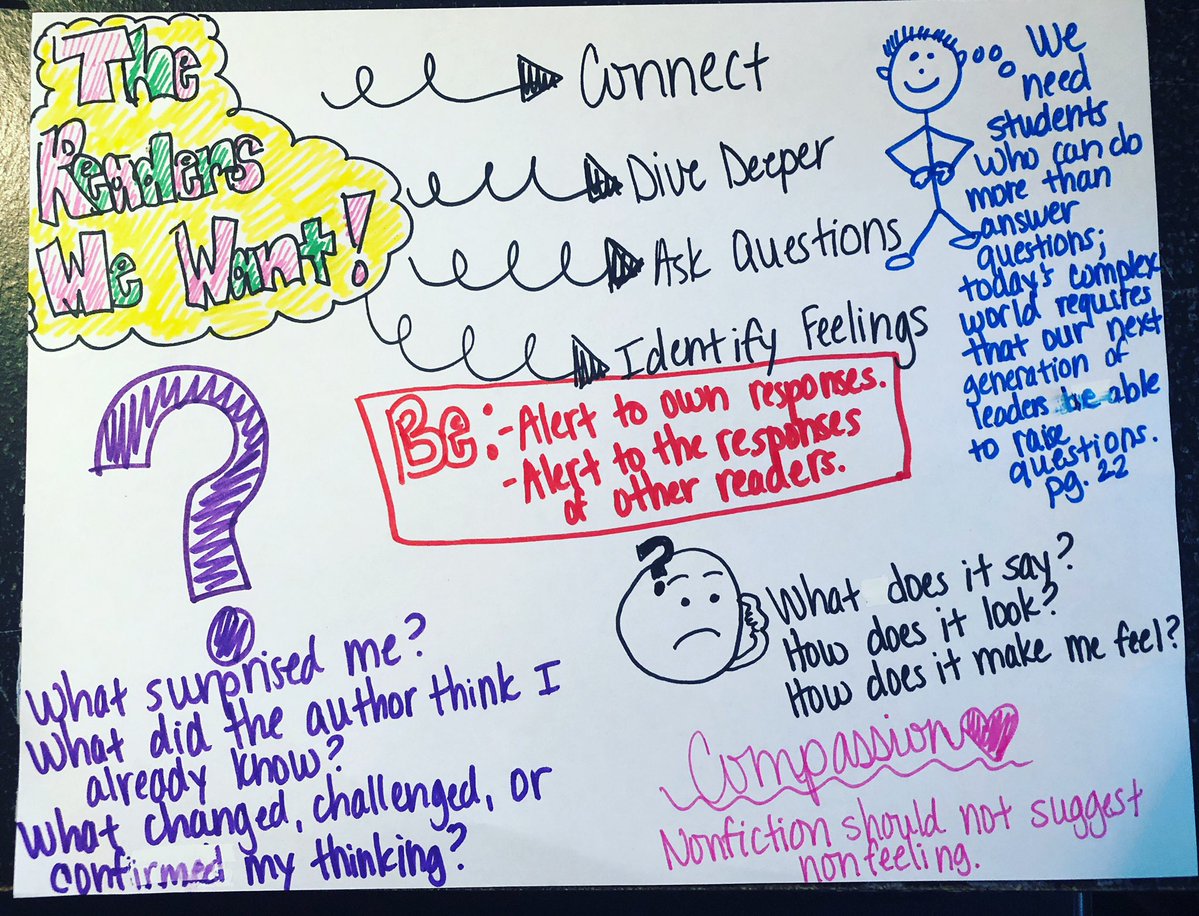 The
Readers
We Want!
Connect
Dive Deeper
Ask Questions
Identify Feelings
We
need
students
who can do
more than
answer
questions;
today's complex
world requires
that our next
generation of
leaders be able
to raise
questions.
pg. 22
Be: -Alert to own responses.
-Alert to the responses
of other readers.
?
What surprised me?
What did the author think I
already know?
What changed, challenged, or
confirmed my thinking?
?
What does it say?
How does it look?
How does it make me feel?
Compassion
Nonfiction should not suggest
nonfeeling.